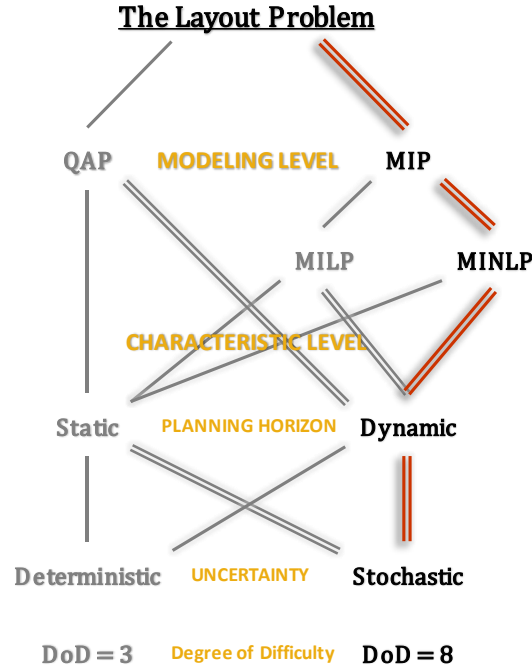 The Layout Problem
QAP MODELING LEVEL MIP
MILP MINLP
CHARACTERISTIC LEVEL
Static PLANNING HORIZON Dynamic
Deterministic UNCERTAINTY Stochastic
DoD = 3 Degree of Difficulty DoD = 8